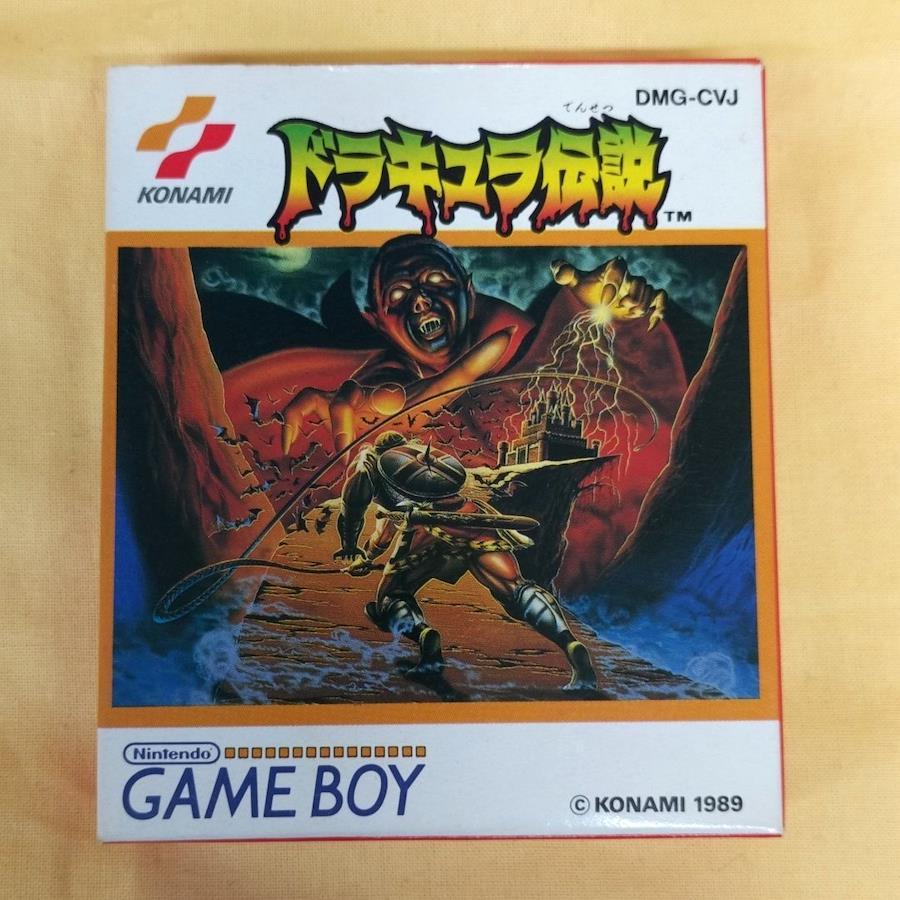 DMG-CVJ
KONAMI
でんせつ
ドラキュラ伝説™
Nintendo
GAME BOY
© KONAMI 1989